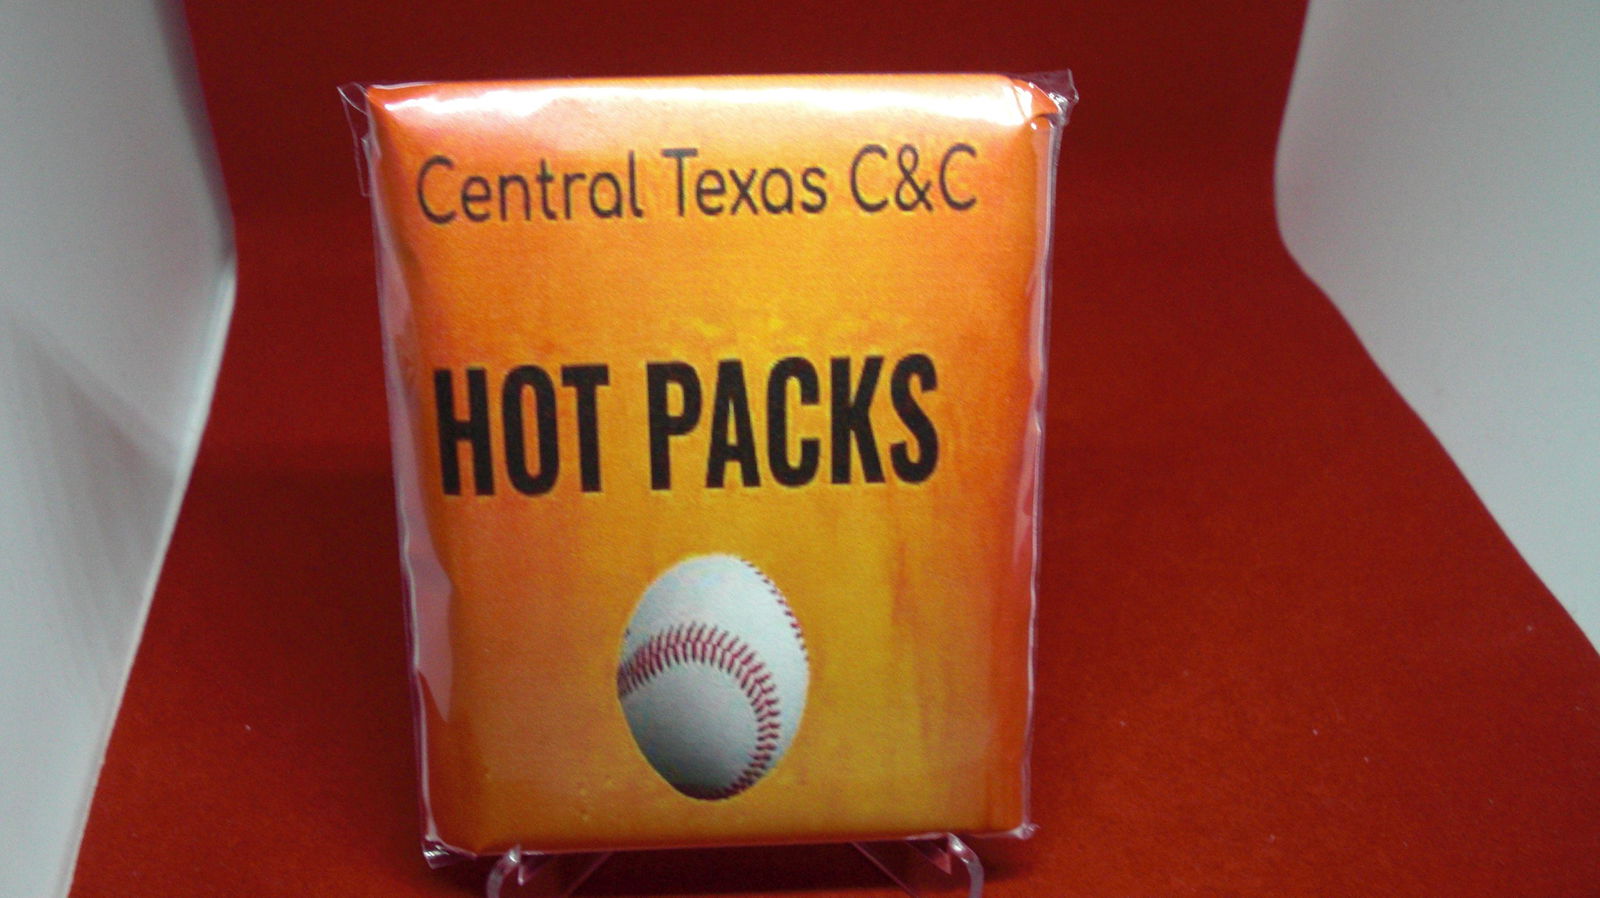 Central Texas C&C
HOT PACKS